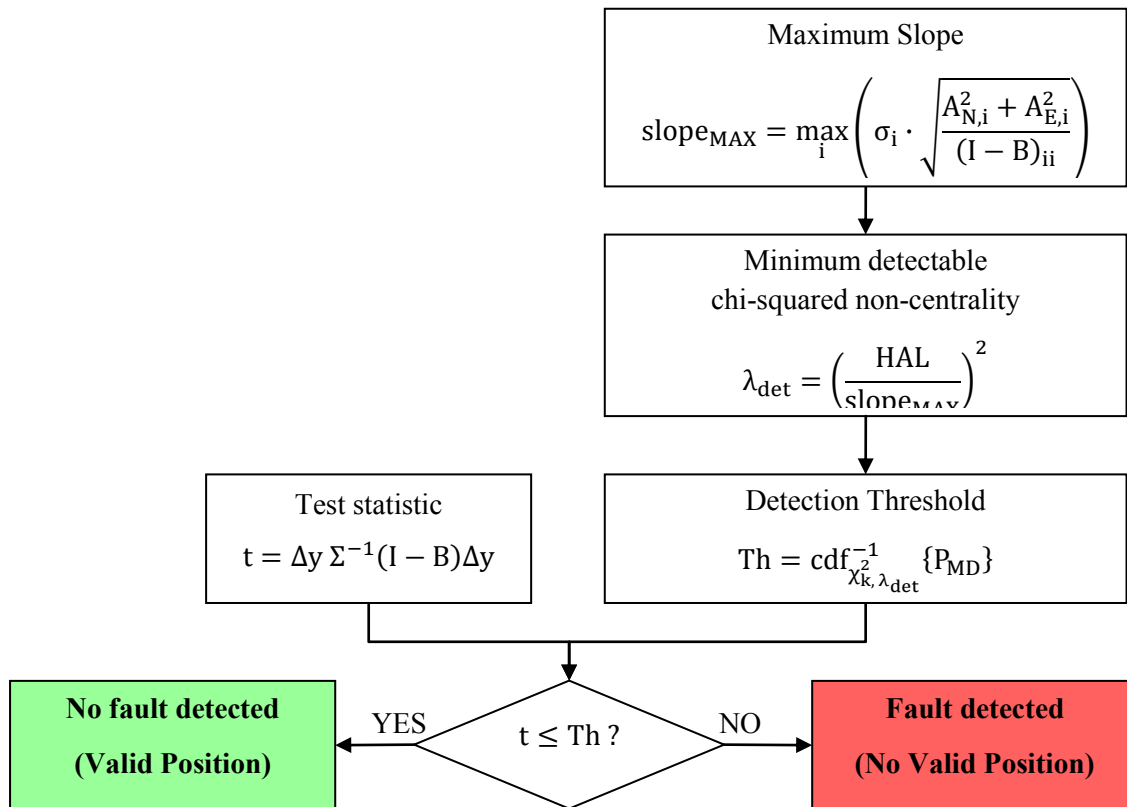 Maximum Slope
slope_MAX = max_i ( σ_i · √( (A²_N,i + A²_E,i) / (I − B)_ii ) )
Minimum detectable
chi-squared non-centrality
λ_det = ( HAL / slope_MAX )²
Test statistic
t = Δy Σ⁻¹(I − B)Δy
Detection Threshold
Th = cdf⁻¹_χ²_k, λ_det {P_MD}
No fault detected
(Valid Position)
YES
t ≤ Th ?
NO
Fault detected
(No Valid Position)